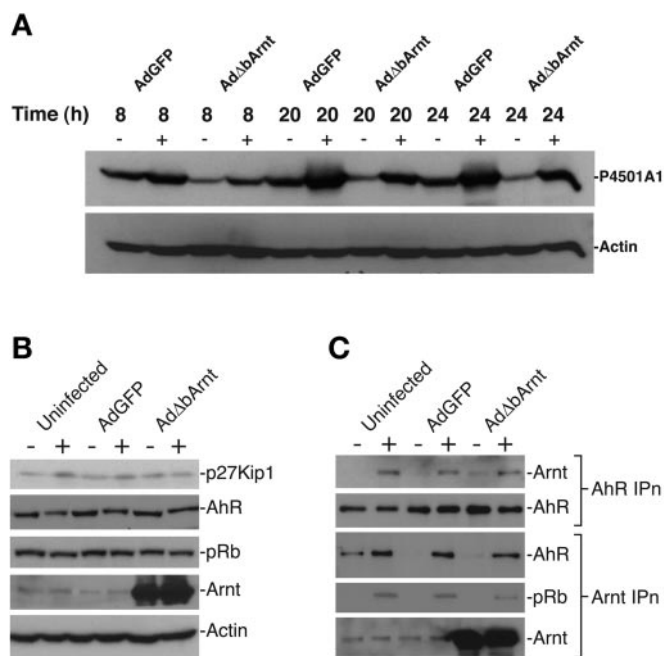 A
AdGFP AdΔbArnt AdGFP AdΔbArnt AdGFP AdΔbArnt
Time (h) 8 8 8 8 20 20 20 20 24 24 24 24
- + - + - + - + - + - +
-P4501A1
-Actin
B
Uninfected AdGFP AdΔbArnt
- + - + - +
-p27Kip1
-AhR
-pRb
-Arnt
-Actin
C
Uninfected AdGFP AdΔbArnt
- + - + - +
-Arnt
-AhR
AhR IPn
-AhR
-pRb
-Arnt
Arnt IPn